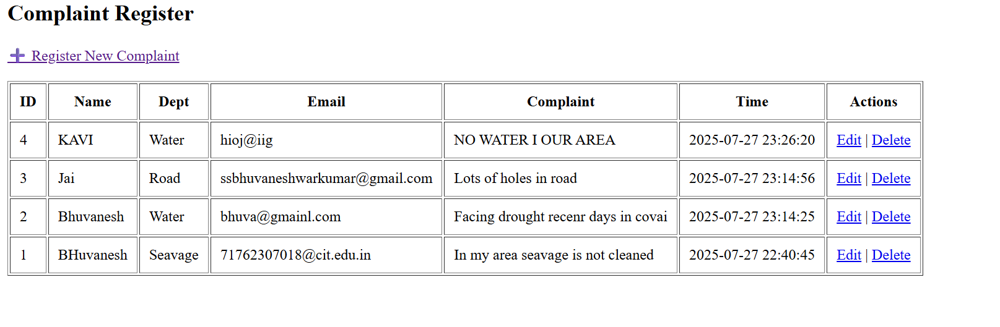 Complaint Register
➕ Register New Complaint
ID Name Dept Email Complaint Time Actions
4 KAVI Water hioj@iig NO WATER I OUR AREA 2025-07-27 23:26:20 Edit | Delete
3 Jai Road ssbhuvaneshwarkumar@gmail.com Lots of holes in road 2025-07-27 23:14:56 Edit | Delete
2 Bhuvanesh Water bhuva@gmainl.com Facing drought recenr days in covai 2025-07-27 23:14:25 Edit | Delete
1 BHuvanesh Seavage 71762307018@cit.edu.in In my area seavage is not cleaned 2025-07-27 22:40:45 Edit | Delete